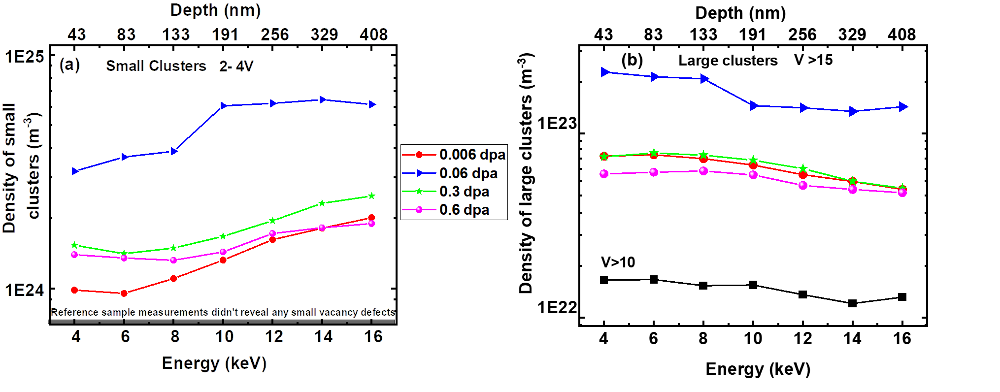 Depth (nm)
43 83 133 191 256 329 408
1E25
(a) Small Clusters 2- 4V
Density of small
clusters (m-3)
1E24
Reference sample measurements didn't reveal any small vacancy defects
4 6 8 10 12 14 16
Energy (keV)
0.006 dpa
0.06 dpa
0.3 dpa
0.6 dpa
Depth (nm)
43 83 133 191 256 329 408
(b) Large clusters V >15
Density of large clusters (m-3)
1E23
V>10
1E22
4 6 8 10 12 14 16
Energy (keV)